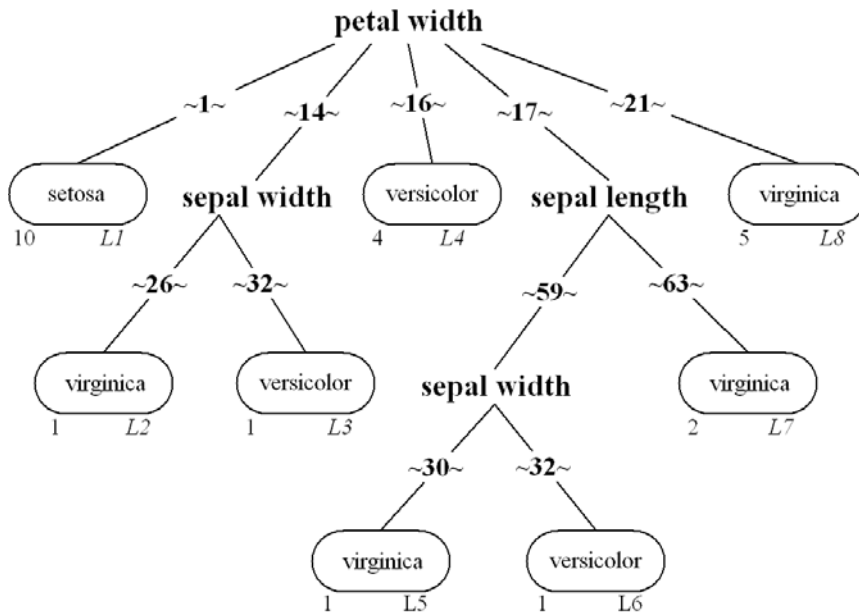 petal width
~1~ ~14~ ~16~ ~17~ ~21~
setosa sepal width versicolor sepal length virginica
10 L1 4 L4 5 L8
~26~ ~32~ ~59~ ~63~
virginica versicolor sepal width virginica
1 L2 1 L3 2 L7
~30~ ~32~
virginica versicolor
1 L5 1 L6